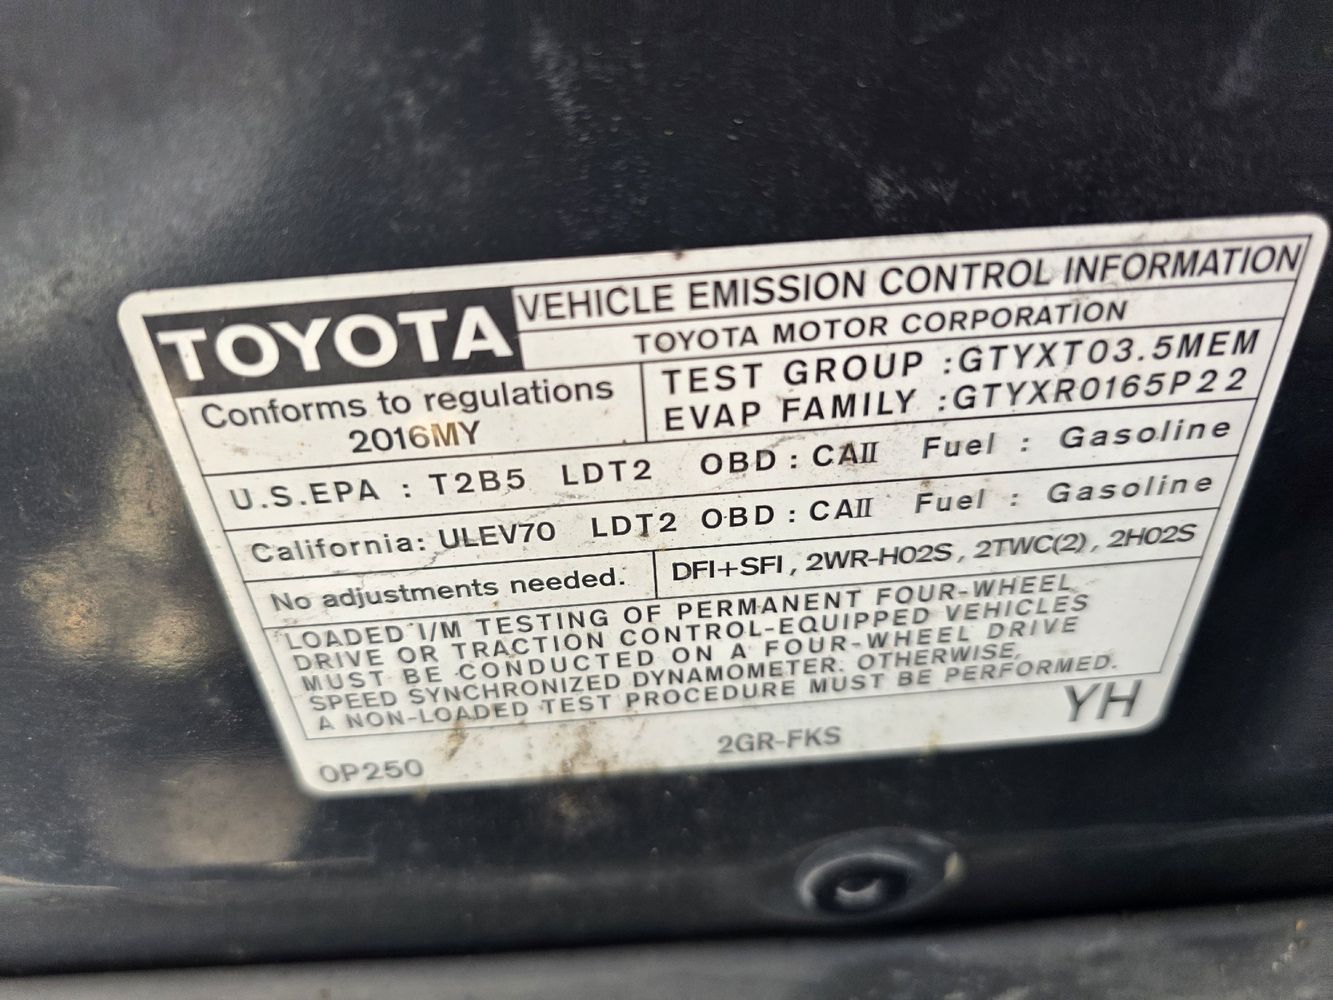 TOYOTA
VEHICLE EMISSION CONTROL INFORMATION
TOYOTA MOTOR CORPORATION
Conforms to regulations
2016MY
TEST GROUP :GTYXT03.5MEM
EVAP FAMILY :GTYXR0165P22
U.S.EPA : T2B5 LDT2 OBD : CAII Fuel : Gasoline
California: ULEV70 LDT2 OBD : CAII Fuel : Gasoline
No adjustments needed.
DFI+SFI, 2WR-HO2S, 2TWC(2), 2HO2S
LOADED I/M TESTING OF PERMANENT FOUR-WHEEL
DRIVE OR TRACTION CONTROL-EQUIPPED VEHICLES
MUST BE CONDUCTED ON A FOUR-WHEEL DRIVE
SPEED SYNCHRONIZED DYNAMOMETER. OTHERWISE,
A NON-LOADED TEST PROCEDURE MUST BE PERFORMED.
YH
0P250
2GR-FKS